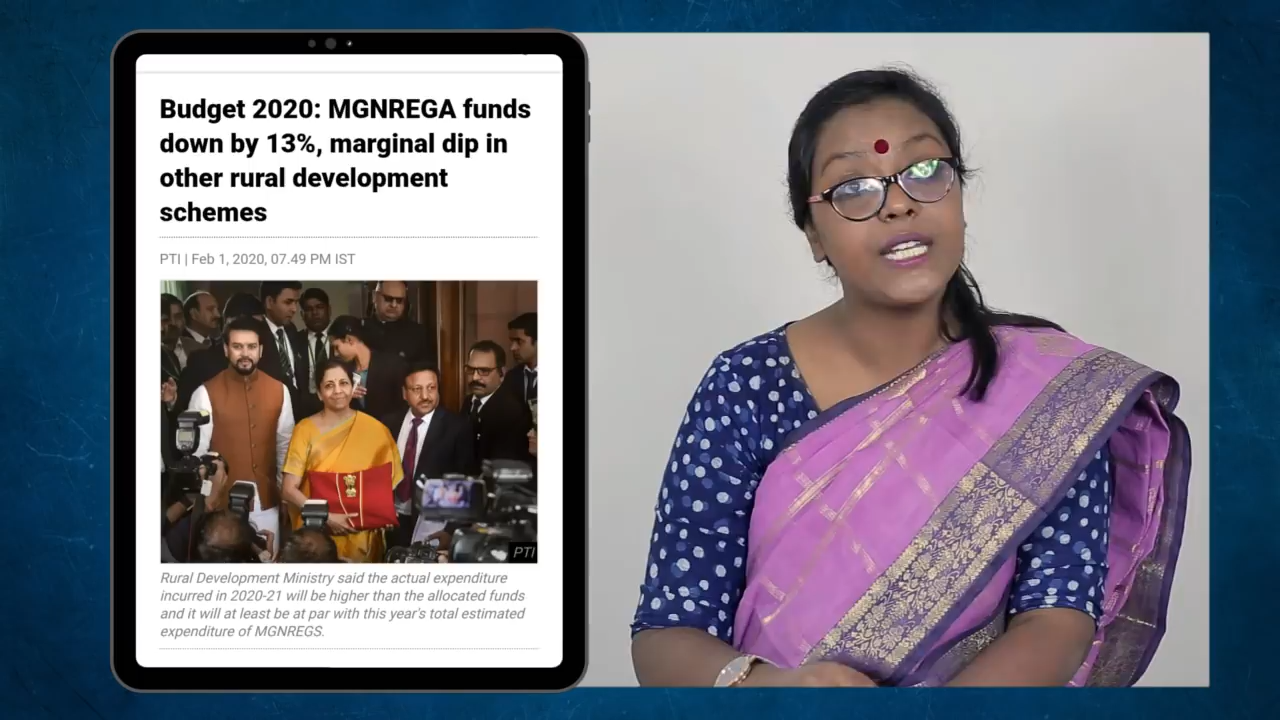 Budget 2020: MGNREGA funds
down by 13%, marginal dip in
other rural development
schemes
PTI | Feb 1, 2020, 07.49 PM IST
PTI
Rural Development Ministry said the actual expenditure
incurred in 2020-21 will be higher than the allocated funds
and it will at least be at par with this year's total estimated
expenditure of MGNREGS.